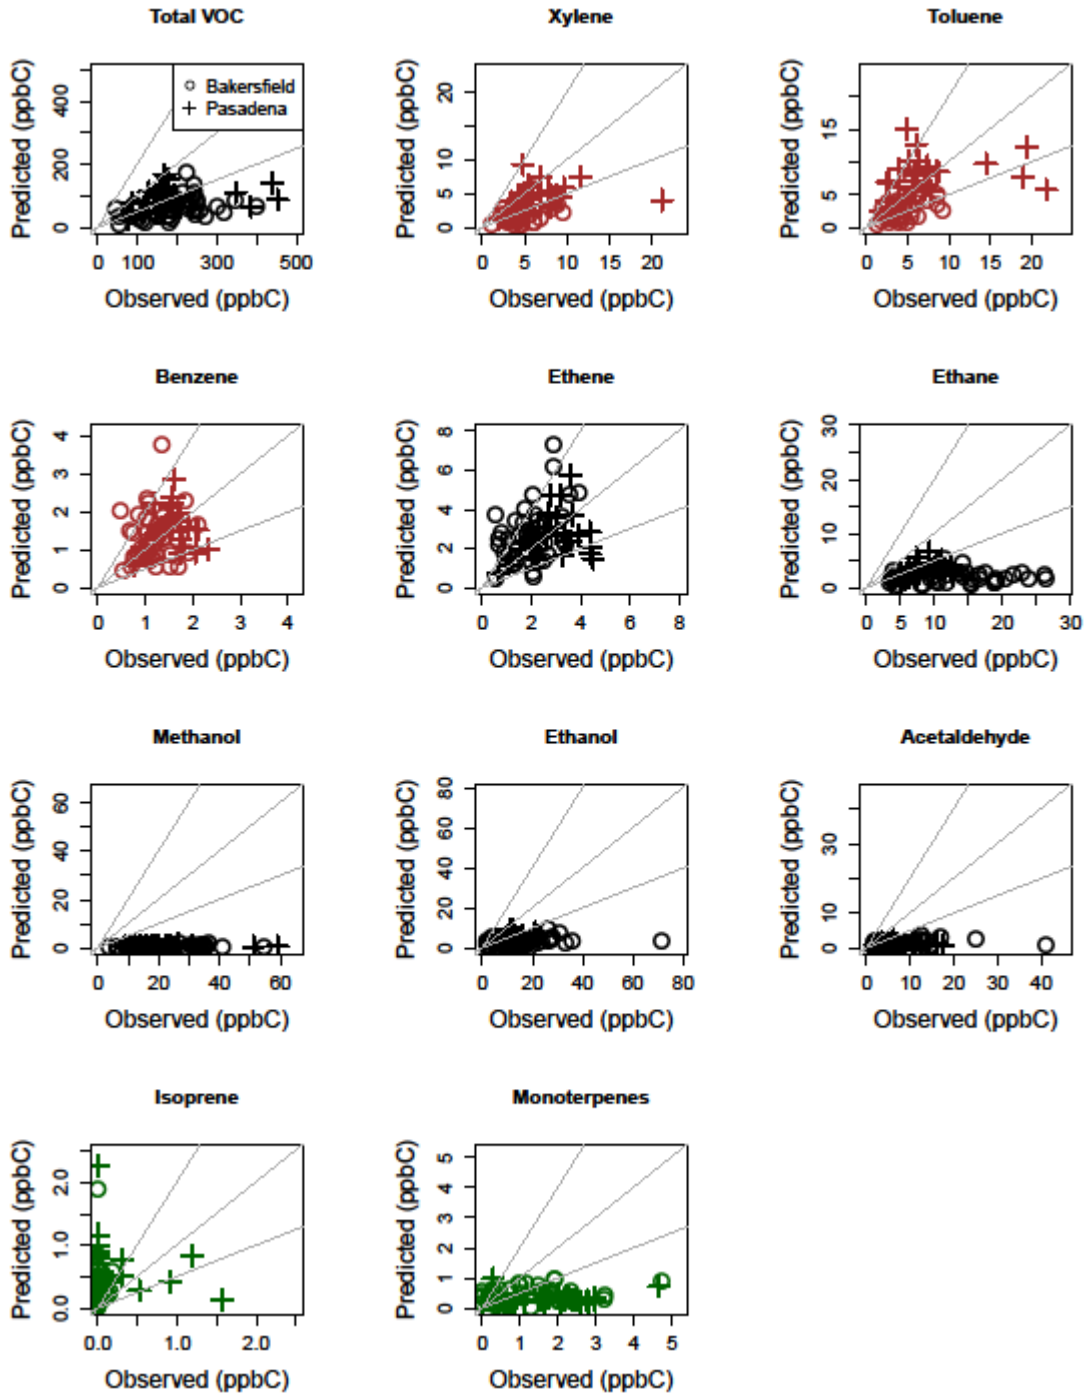 Total VOC
Predicted (ppbC)
0 200 400
Bakersfield
Pasadena
0 100 300 500
Observed (ppbC)
Xylene
Predicted (ppbC)
0 5 10 20
0 5 10 15 20
Observed (ppbC)
Toluene
Predicted (ppbC)
0 5 15
0 5 10 15 20
Observed (ppbC)
Benzene
Predicted (ppbC)
0 1 2 3 4
0 1 2 3 4
Observed (ppbC)
Ethene
Predicted (ppbC)
0 2 4 6 8
0 2 4 6 8
Observed (ppbC)
Ethane
Predicted (ppbC)
0 5 10 20 30
0 5 10 20 30
Observed (ppbC)
Methanol
Predicted (ppbC)
0 20 40 60
0 20 40 60
Observed (ppbC)
Ethanol
Predicted (ppbC)
0 20 40 60 80
0 20 40 60 80
Observed (ppbC)
Acetaldehyde
Predicted (ppbC)
0 10 30
0 10 20 30 40
Observed (ppbC)
Isoprene
Predicted (ppbC)
0.0 1.0 2.0
0.0 1.0 2.0
Observed (ppbC)
Monoterpenes
Predicted (ppbC)
0 1 2 3 4 5
0 1 2 3 4 5
Observed (ppbC)